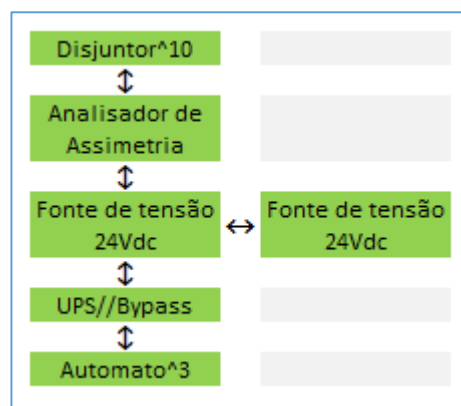 Disjuntor^10
Analisador de
Assimetria
Fonte de tensão
24Vdc
Fonte de tensão
24Vdc
UPS//Bypass
Automato^3